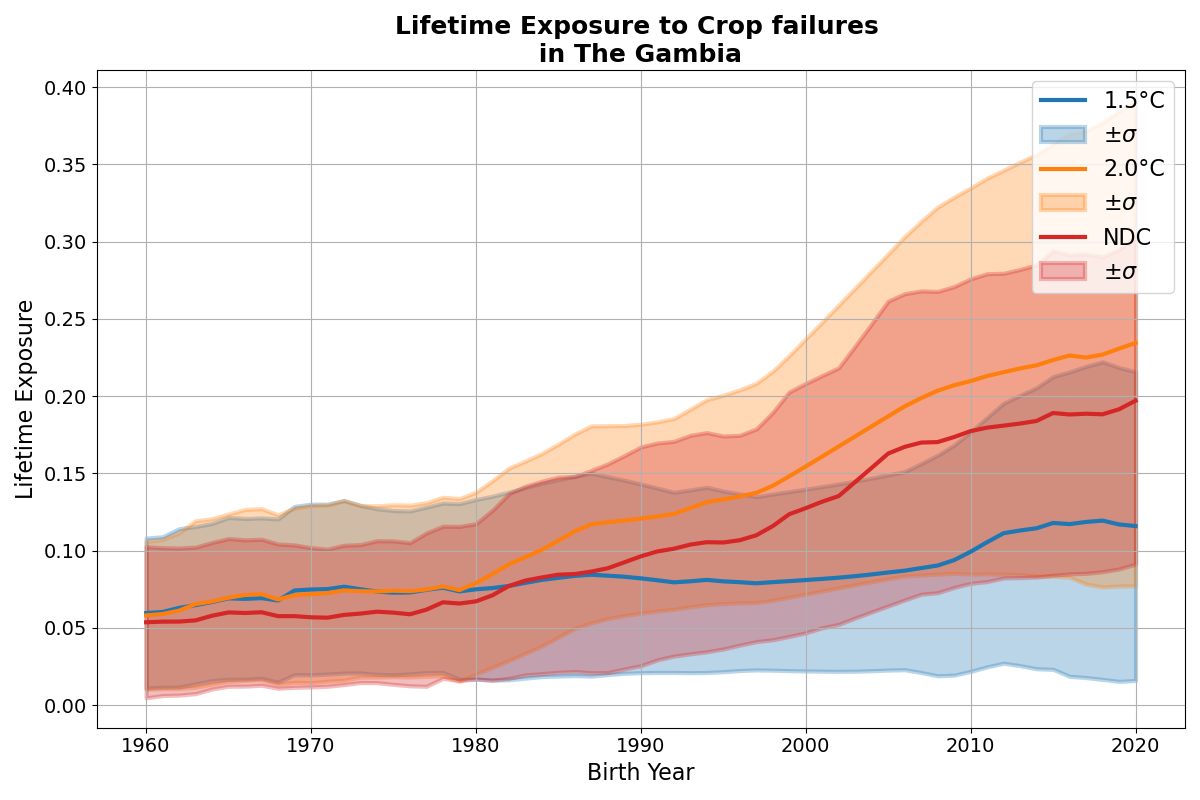 Lifetime Exposure to Crop failures
in The Gambia
0.40
0.35
0.30
0.25
0.20
0.15
0.10
0.05
0.00
Lifetime Exposure
1.5°C
±σ
2.0°C
±σ
NDC
±σ
1960
1970
1980
1990
2000
2010
2020
Birth Year